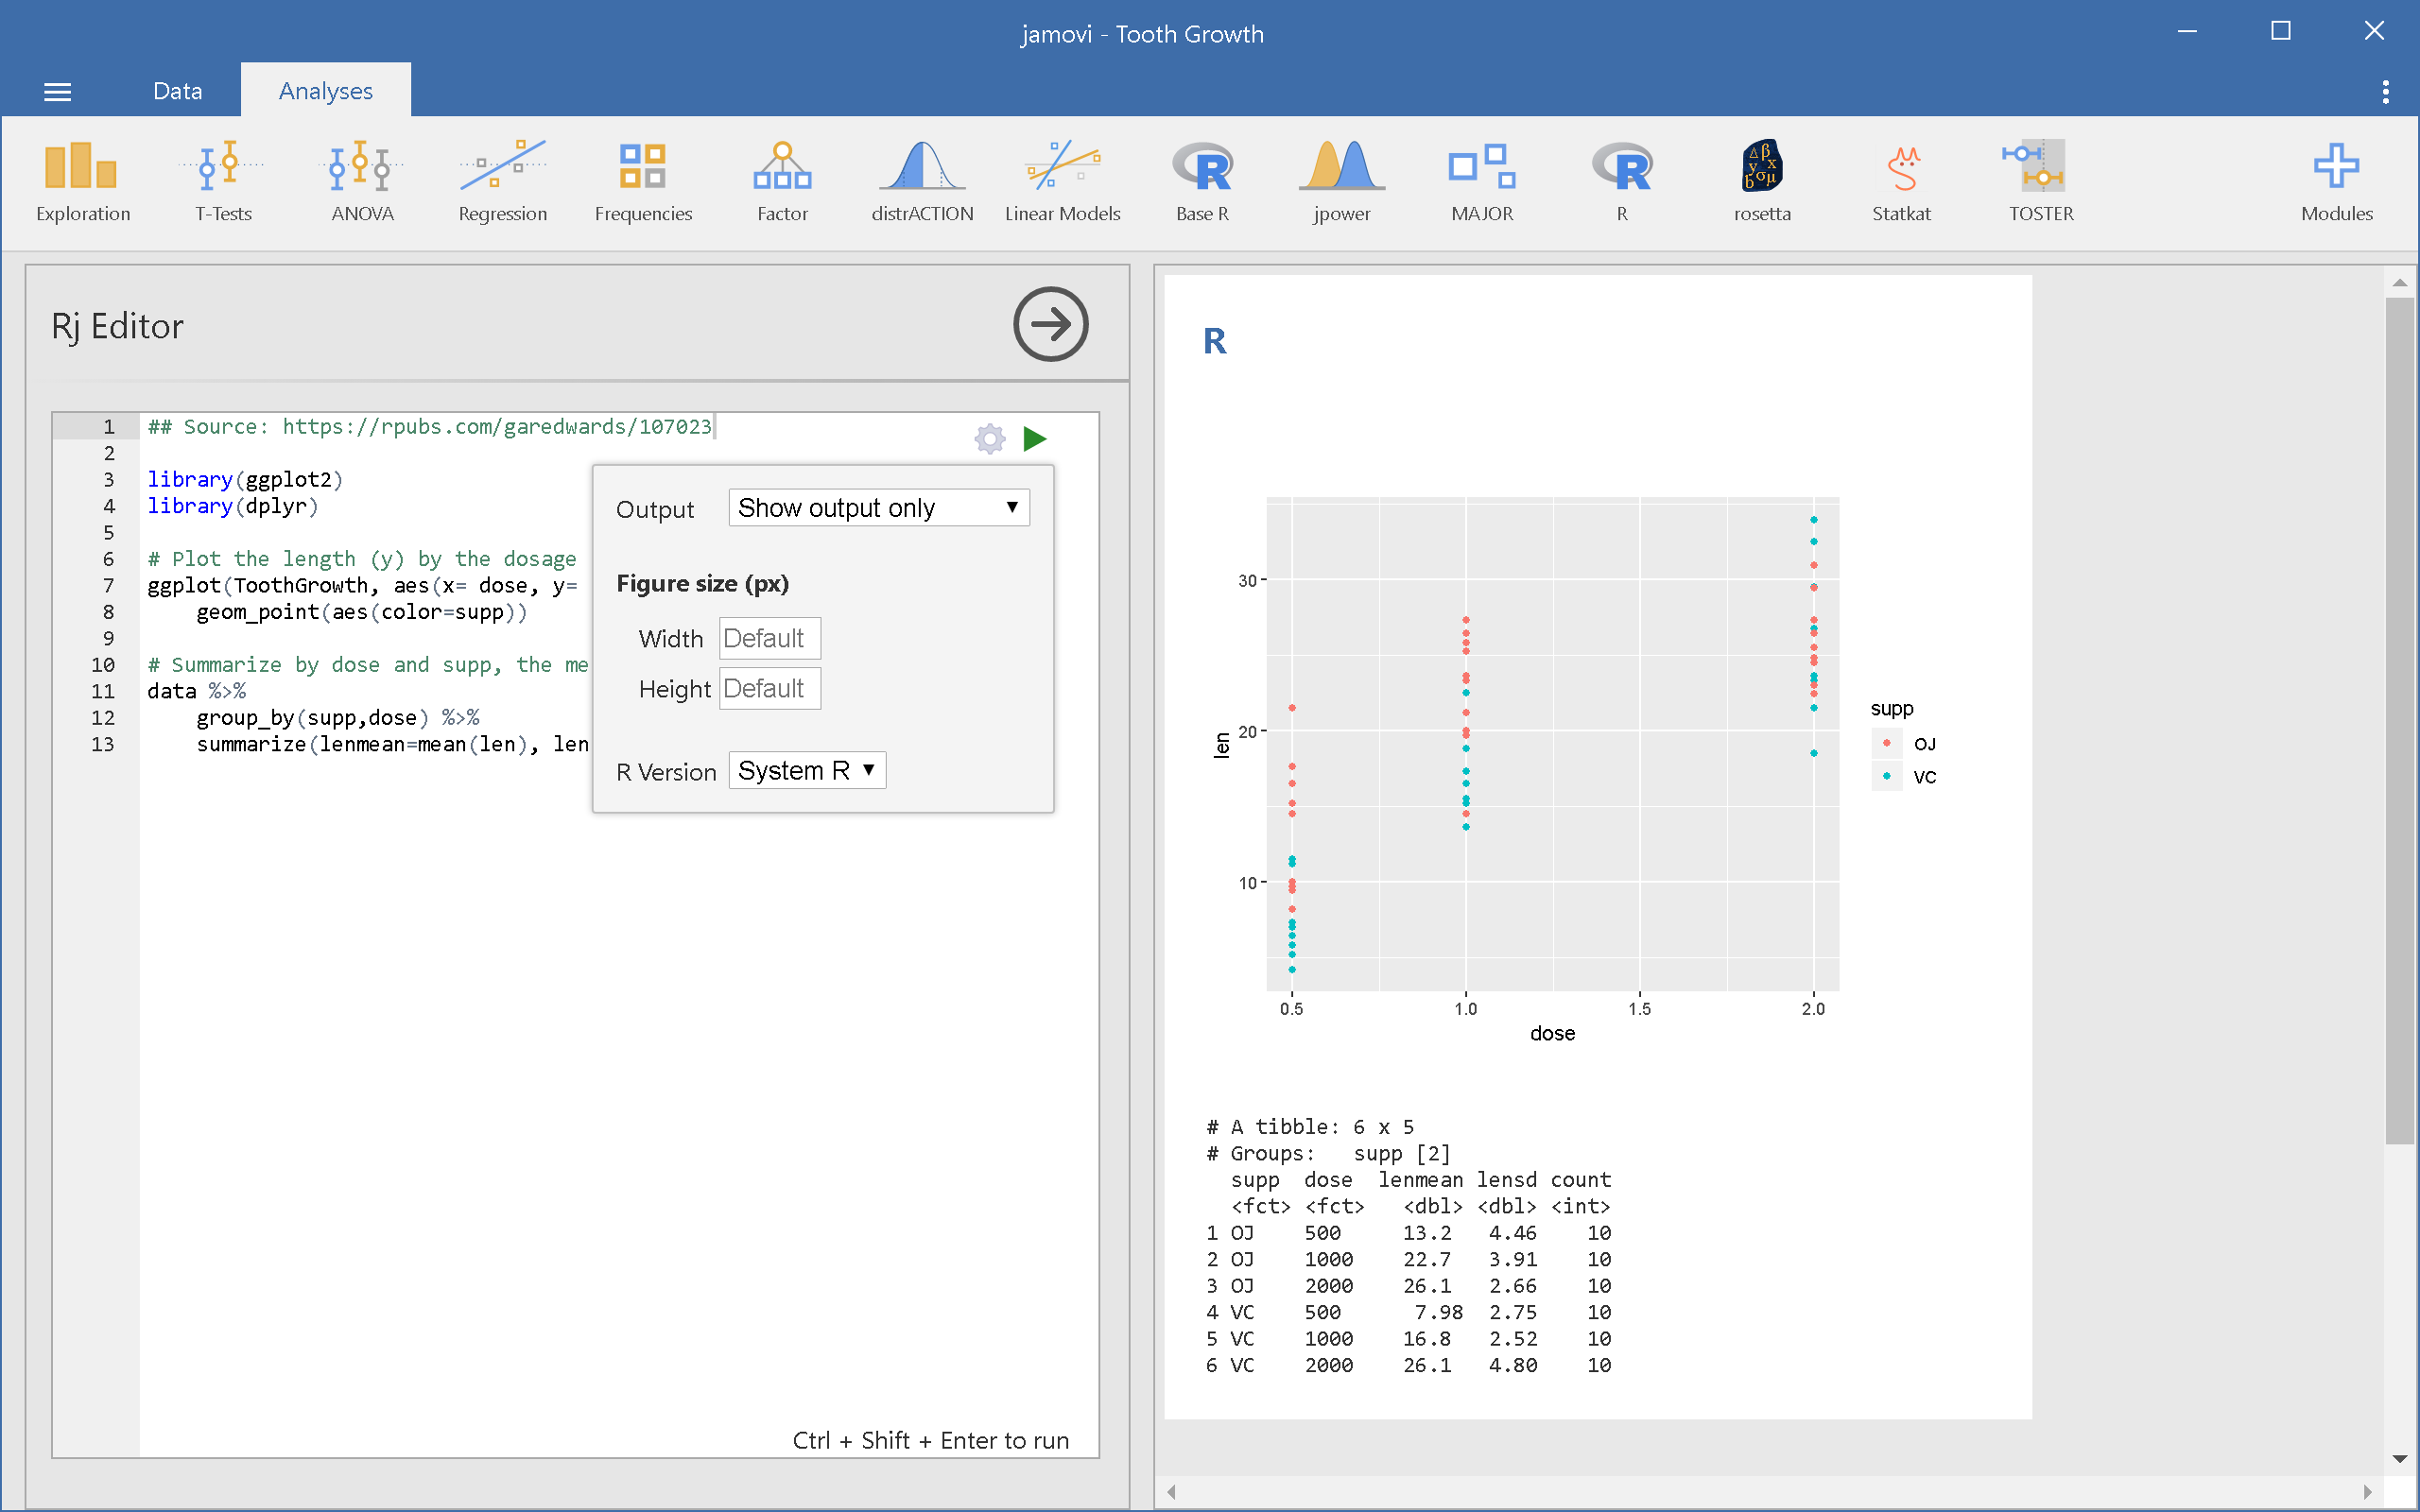 jamovi - Tooth Growth
Data Analyses
Exploration T-Tests ANOVA Regression Frequencies Factor distrACTION Linear Models Base R jpower MAJOR R rosetta Statkat TOSTER Modules
Rj Editor
1 ## Source: https://rpubs.com/garedwards/107023
2
3 library(ggplot2)
4 library(dplyr)
5
6 # Plot the length (y) by the dosage
7 ggplot(ToothGrowth, aes(x= dose, y=
8     geom_point(aes(color=supp))
9
10 # Summarize by dose and supp, the me
11 data %>%
12     group_by(supp,dose) %>%
13     summarize(lenmean=mean(len), len
Output Show output only
Figure size (px)
Width Default
Height Default
R Version System R
Ctrl + Shift + Enter to run
R
30
20
10
len
0.5 1.0 1.5 2.0
dose
supp
OJ
VC
# A tibble: 6 x 5
# Groups:   supp [2]
  supp  dose  lenmean lensd count
  <fct> <fct>   <dbl> <dbl> <int>
1 OJ    500     13.2   4.46    10
2 OJ    1000    22.7   3.91    10
3 OJ    2000    26.1   2.66    10
4 VC    500      7.98  2.75    10
5 VC    1000    16.8   2.52    10
6 VC    2000    26.1   4.80    10